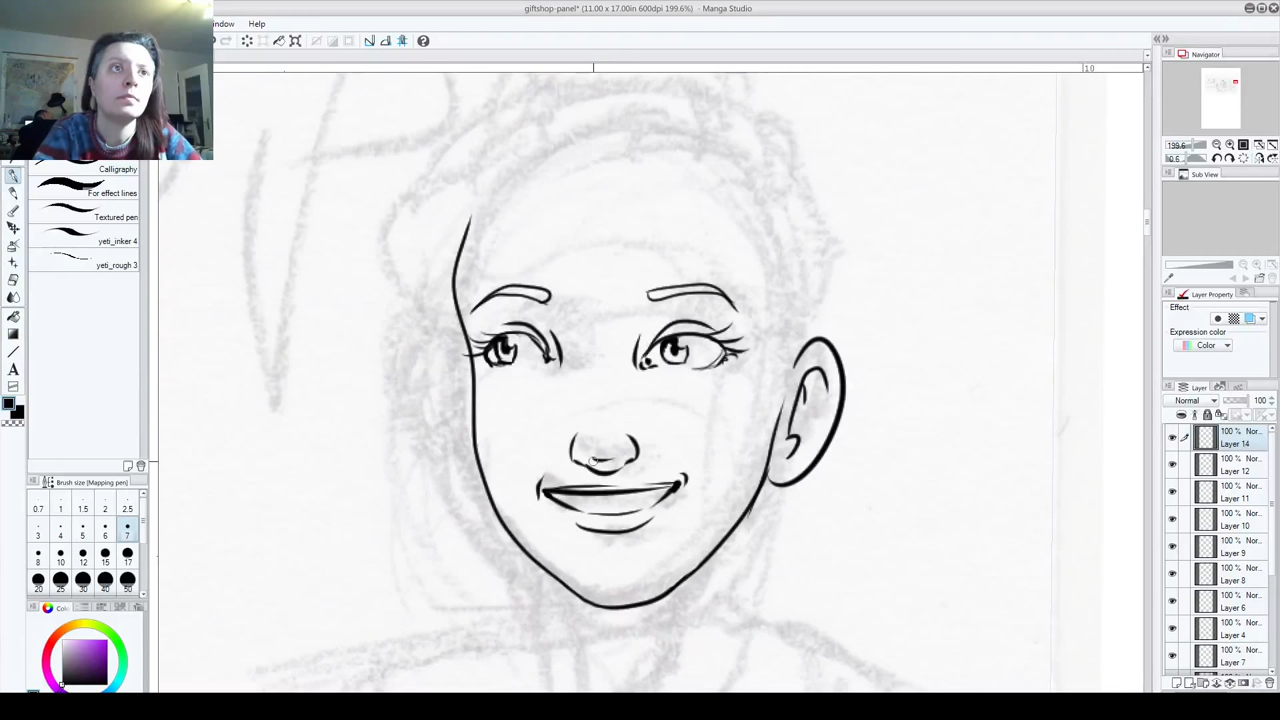 giftshop-panel* (11.00 x 17.00in 600dpi 199.6%) - Manga Studio
indow Help
10
Navigator
199.6
0.6
Sub View
Calligraphy
For effect lines
Textured pen
yeti_inker 4
yeti_rough 3
Layer Property
Effect
Expression color
Color
Layer
Normal 100
100 % Nor
Layer 14
100 % Nor
Layer 12
100 % Nor
Layer 11
100 % Nor
Layer 10
100 % Nor
Layer 9
100 % Nor
Layer 8
100 % Nor
Layer 6
100 % Nor
Layer 4
100 % Nor
Layer 7
Brush size [Mapping pen]
0.7 1 1.5 2 2.5
3 4 5 6 7
8 10 12 15 17
20 25 30 40 50